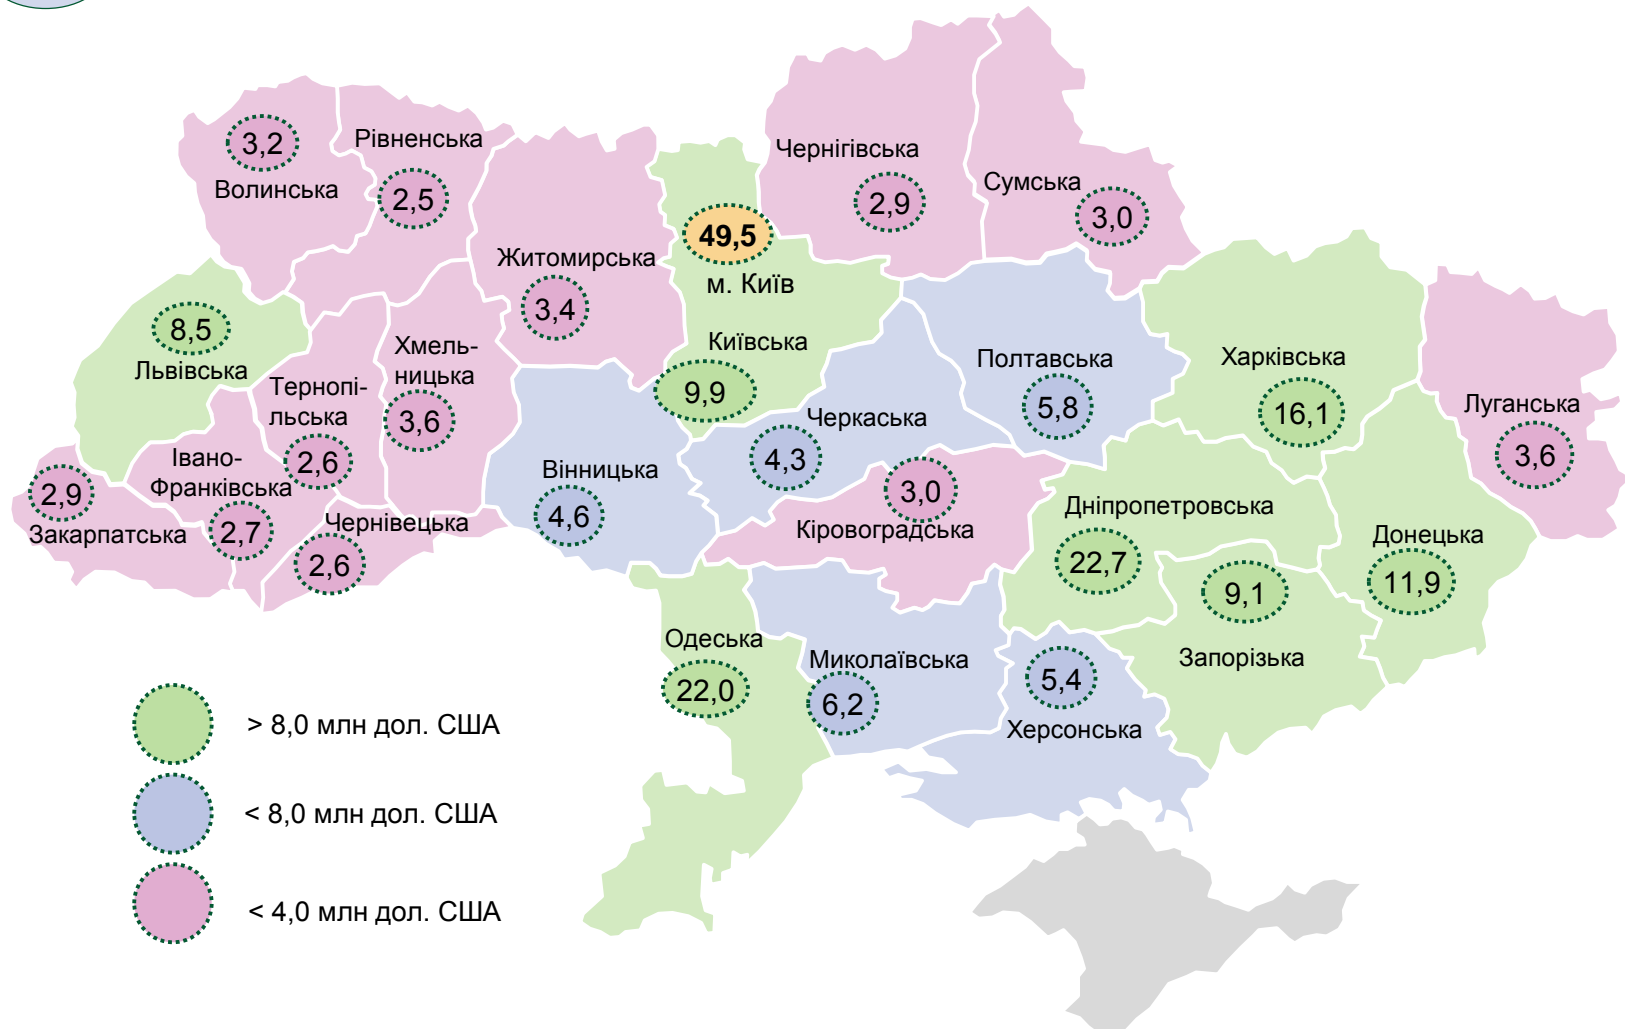 3,2
Волинська
Рівненська
2,5
Житомирська
3,4
49,5
м. Київ
Київська
9,9
Чернігівська
2,9
Сумська
3,0
8,5
Львівська
Тернопі-
льська
2,6
Хмель-
ницька
3,6
Івано-
Франківська
2,7
2,9
Закарпатська
Чернівецька
2,6
Вінницька
4,6
Черкаська
4,3
Полтавська
5,8
Харківська
16,1
Луганська
3,6
3,0
Кіровоградська
Дніпропетровська
22,7
Донецька
11,9
9,1
Запорізька
Одеська
22,0
Миколаївська
6,2
5,4
Херсонська
> 8,0 млн дол. США
< 8,0 млн дол. США
< 4,0 млн дол. США